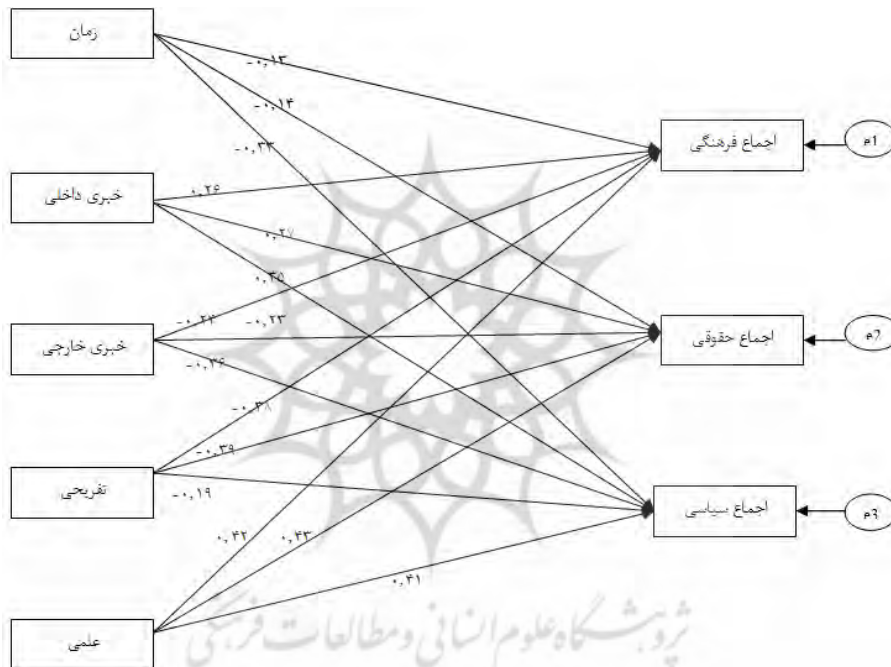 زمان
-۰٫۱۳
-۰٫۱۴
اجماع فرهنگی
e1
-۰٫۳۳
خبری داخلی
۰٫۲۶
۰٫۲۷
۰٫۳۵
خبری خارجی
-۰٫۲۴
-۰٫۲۳
اجماع حقوقی
e2
-۰٫۳۶
-۰٫۳۸
-۰٫۳۹
تفریحی
-۰٫۱۹
اجماع سیاسی
e3
۰٫۴۲
۰٫۴۳
۰٫۴۱
علمی
پژوهشگاه علوم انسانی و مطالعات فرهنگی